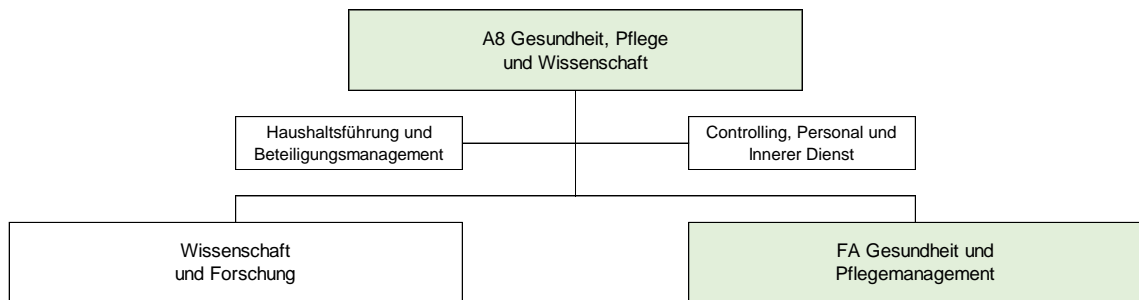 A8 Gesundheit, Pflege
und Wissenschaft
Haushaltsführung und
Beteiligungsmanagement
Controlling, Personal und
Innerer Dienst
Wissenschaft
und Forschung
FA Gesundheit und
Pflegemanagement